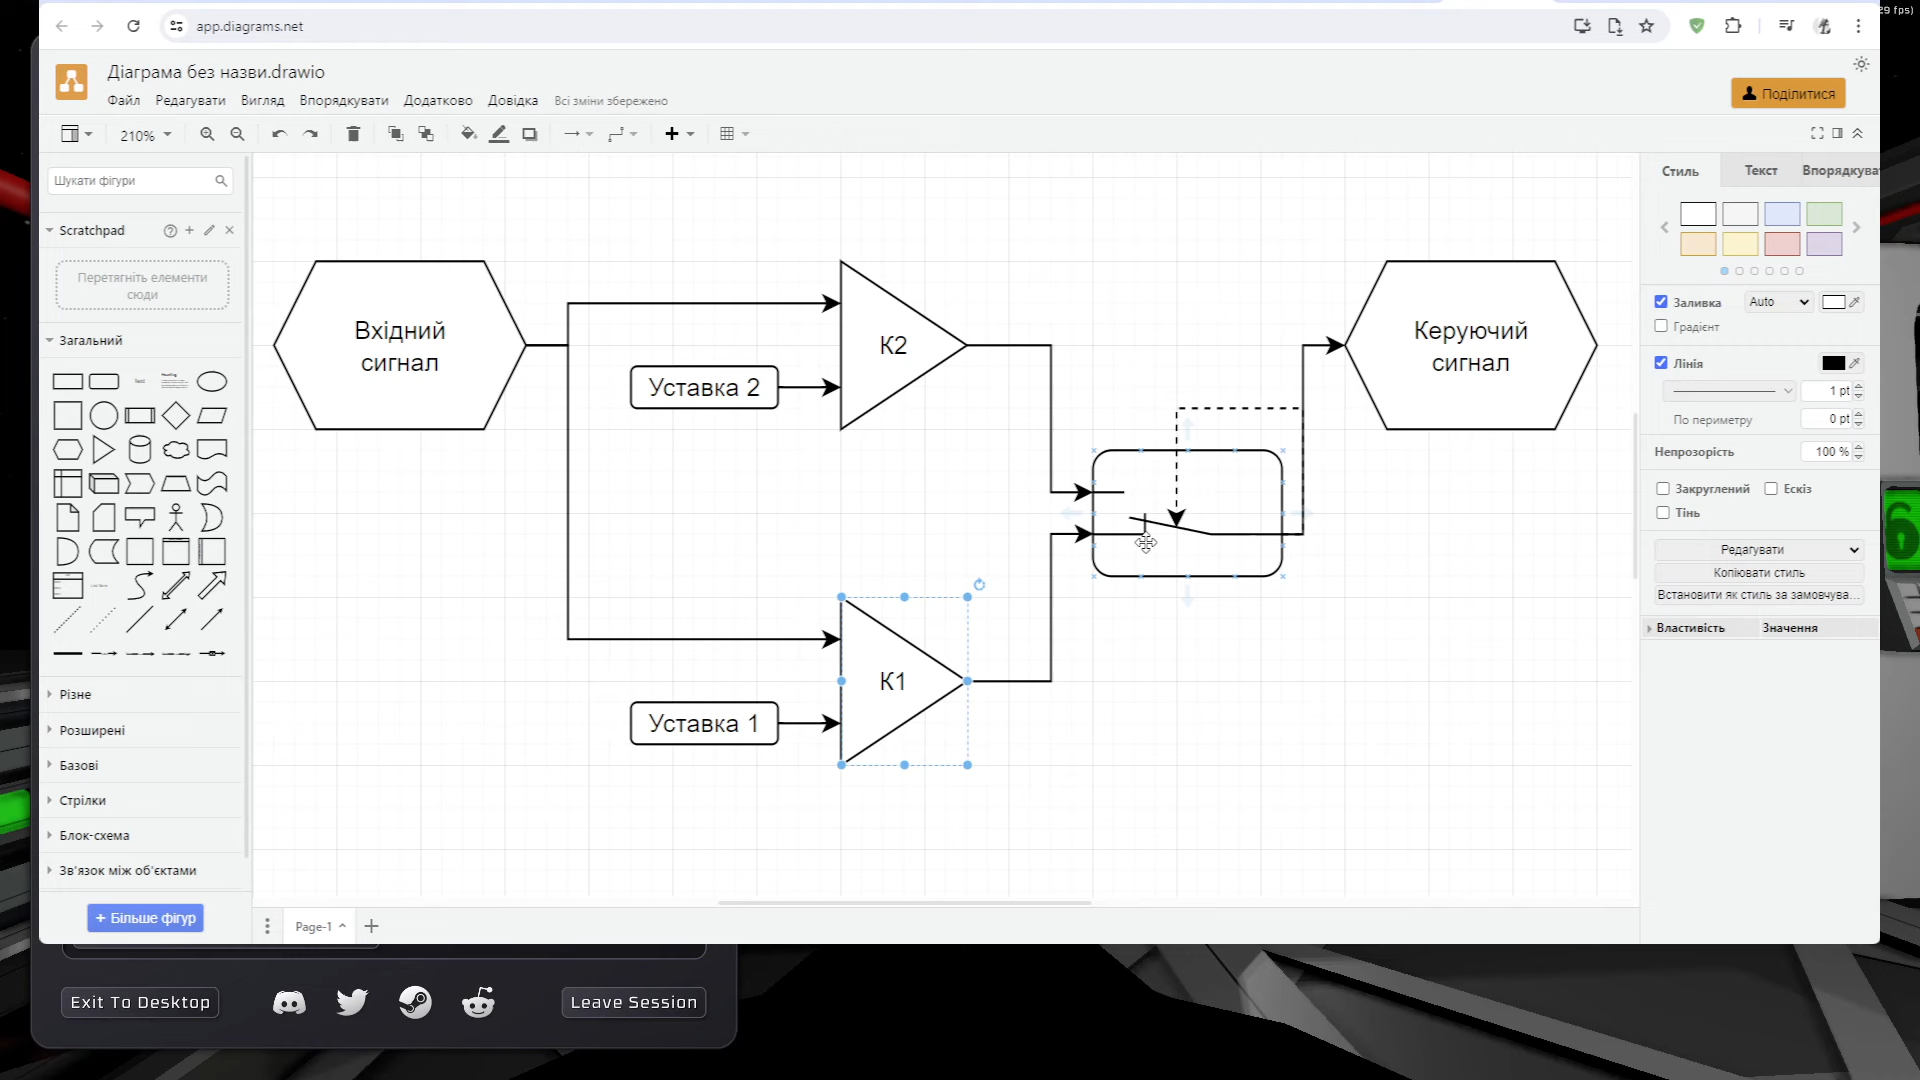 29 fps)
app.diagrams.net
Діаграма без назви.drawio
Файл Редагувати Вигляд Впорядкувати Додатково Довідка Всі зміни збережено
Поділитися
210%
Шукати фігури
Scratchpad
Перетягніть елементи
сюди
Загальний
Різне
Розширені
Базові
Стрілки
Блок-схема
Зв'язок між об'єктами
+ Більше фігур
Вхідний
сигнал
К2
Уставка 2
К1
Уставка 1
Керуючий
сигнал
Page-1
Стиль Текст Впорядкува
Заливка Auto
Градієнт
Лінія
1 pt
По периметру 0 pt
Непрозорість 100 %
Закруглений Ескіз
Тінь
Редагувати
Копіювати стиль
Встановити як стиль за замовчува...
Властивість Значення
Exit To Desktop
Leave Session